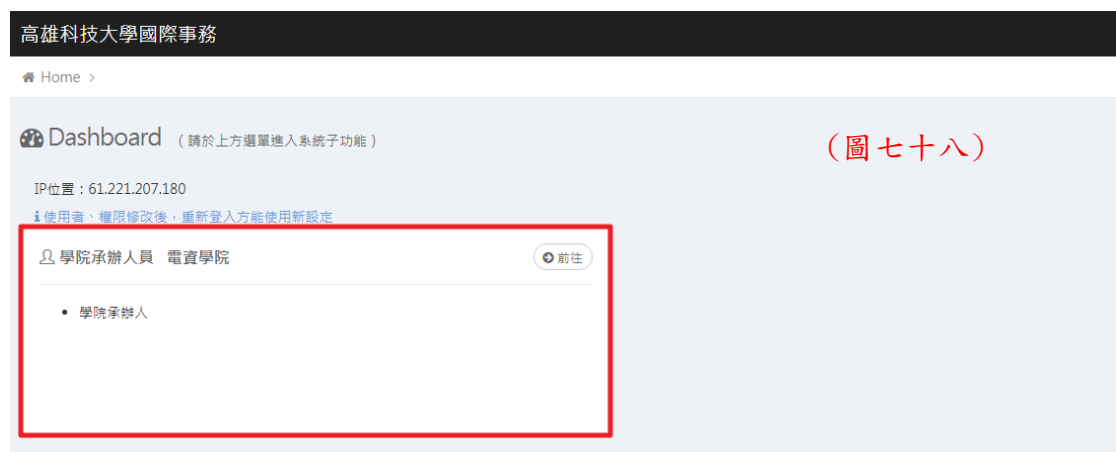 高雄科技大學國際事務
Home >
Dashboard (請於上方選單進入系統子功能)
(圖七十八)
IP位置:61.221.207.180
使用者、權限修改後,重新登入方能使用新設定
學院承辦人員 電資學院
前往
• 學院承辦人